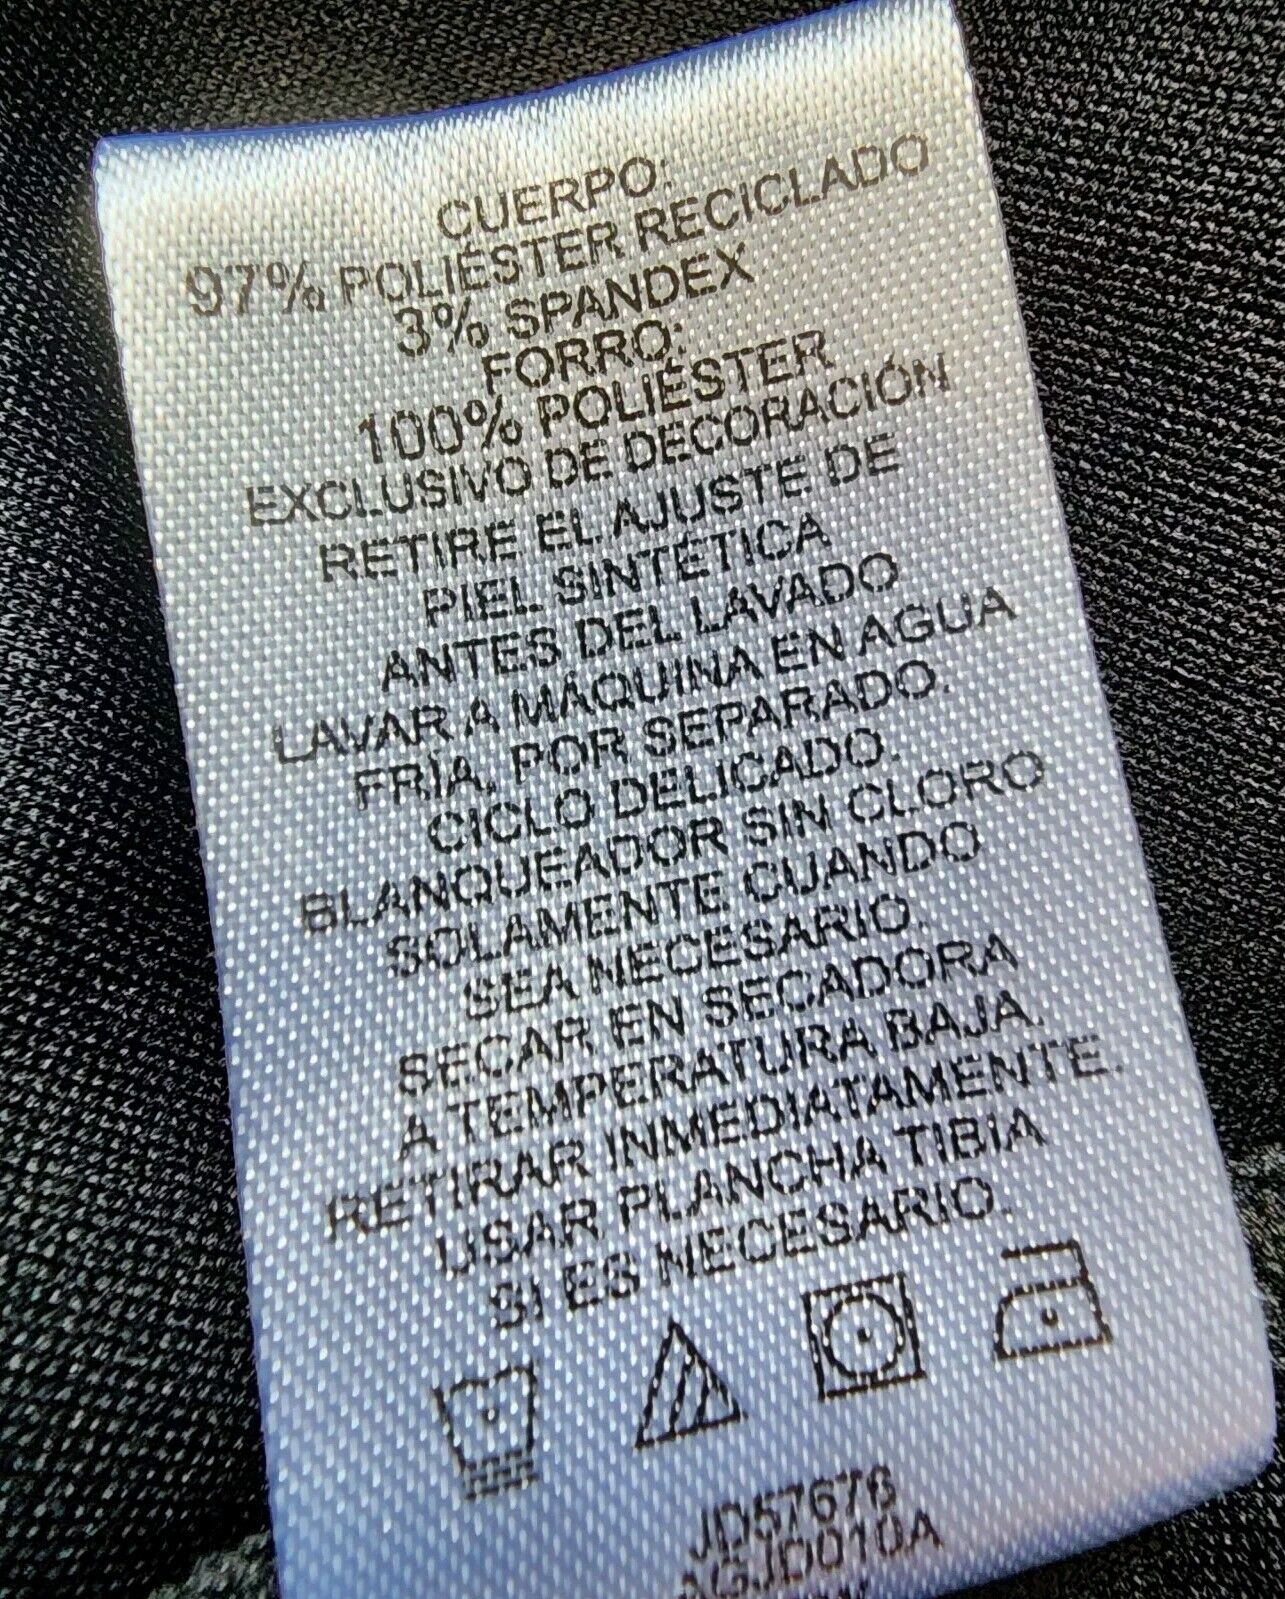 CUERPO:
97% POLIÉSTER RECICLADO
3% SPANDEX
FORRO:
100% POLIÉSTER
EXCLUSIVO DE DECORACIÓN
RETIRE EL AJUSTE DE
PIEL SINTÉTICA
ANTES DEL LAVADO
LAVAR A MÁQUINA EN AGUA
FRÍA, POR SEPARADO.
CICLO DELICADO.
BLANQUEADOR SIN CLORO
SOLAMENTE CUANDO
SEA NECESARIO.
SECAR EN SECADORA
A TEMPERATURA BAJA.
RETIRAR INMEDIATAMENTE.
USAR PLANCHA TIBIA
SI ES NECESARIO.
JD57676
AGJD010A